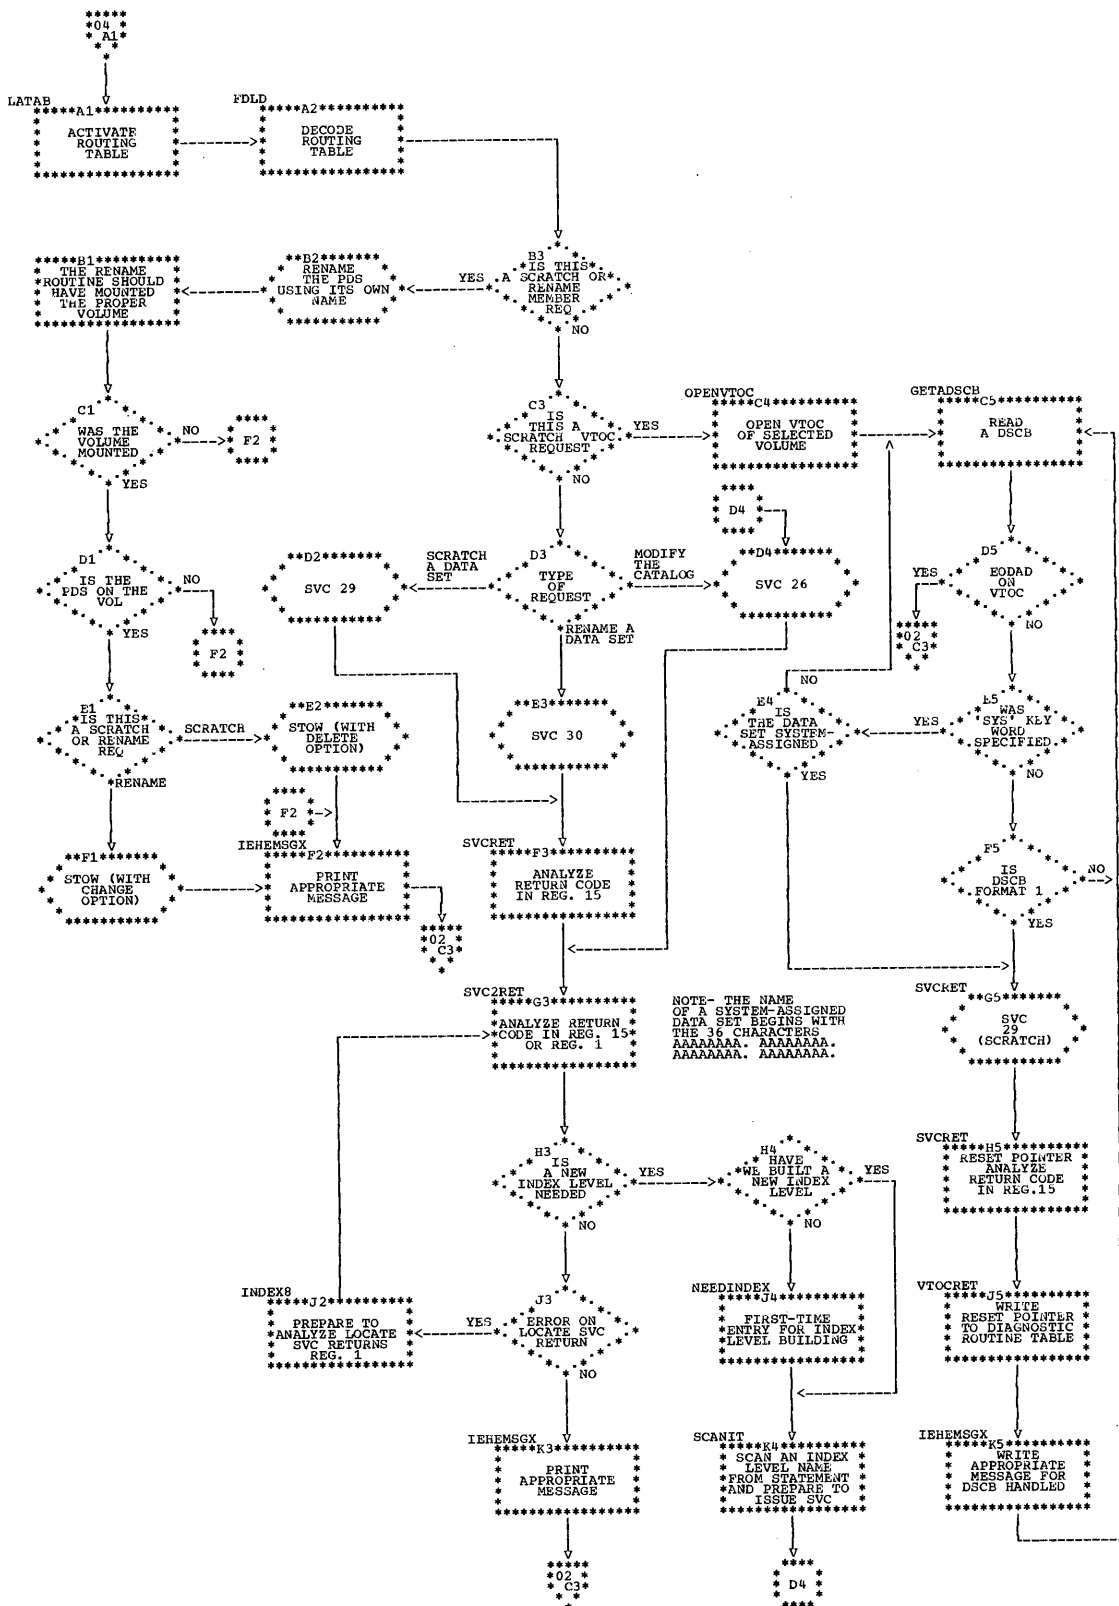 04
A1
LATAB
A1
ACTIVATE
ROUTING
TABLE
FDLD
A2
DECODE
ROUTING
TABLE
B1
THE RENAME
ROUTINE SHOULD
HAVE MOUNTED
THE PROPER
VOLUME
B2
RENAME
THE PDS
USING ITS OWN
NAME
YES
B3
IS THIS
A SCRATCH OR
RENAME
MEMBER
REQ
NO
C1
WAS THE
VOLUME
MOUNTED
NO
F2
YES
C3
IS
THIS A
SCRATCH VTOC
REQUEST
YES
NO
OPENVTOC
C4
OPEN VTOC
OF SELECTED
VOLUME
GETADSCB
C5
READ
A DSCB
D4
D1
IS THE
PDS ON THE
VOL
NO
YES
F2
D2
SVC 29
SCRATCH
A DATA
SET
D3
TYPE
OF
REQUEST
MODIFY
THE
CATALOG
RENAME A
DATA SET
D4
SVC 26
D5
EODAD
ON
VTOC
YES
NO
02
C3
E1
IS THIS
A SCRATCH
OR RENAME
REQ
SCRATCH
RENAME
E2
STOW (WITH
DELETE
OPTION)
E3
SVC 30
NO
E4
IS
THE DATA
SET SYSTEM-
ASSIGNED
YES
YES
E5
WAS
'SYS' KEY
WORD
SPECIFIED
NO
F2
F1
STOW (WITH
CHANGE
OPTION)
IEHEMSGX
F2
PRINT
APPROPRIATE
MESSAGE
02
C3
SVCRET
F3
ANALYZE
RETURN CODE
IN REG. 15
F5
IS
DSCB
FORMAT 1
NO
YES
SVC2RET
G3
ANALYZE RETURN
CODE IN REG. 15
OR REG. 1
NOTE- THE NAME
OF A SYSTEM-ASSIGNED
DATA SET BEGINS WITH
THE 36 CHARACTERS
AAAAAAAA. AAAAAAAA.
AAAAAAAA. AAAAAAAA.
SVCRET
G5
SVC
29
(SCRATCH)
H3
IS
A NEW
INDEX LEVEL
NEEDED
YES
NO
H4
HAVE
WE BUILT A
NEW INDEX
LEVEL
YES
NO
SVCRET
H5
RESET POINTER
ANALYZE
RETURN CODE
IN REG.15
INDEX8
J2
PREPARE TO
ANALYZE LOCATE
SVC RETURNS
REG. 1
YES
J3
ERROR ON
LOCATE SVC
RETURN
NO
NEEDINDEX
J4
FIRST-TIME
ENTRY FOR INDEX
LEVEL BUILDING
VTOCRET
J5
WRITE
RESET POINTER
TO DIAGNOSTIC
ROUTINE TABLE
IEHEMSGX
K3
PRINT
APPROPRIATE
MESSAGE
SCANIT
K4
SCAN AN INDEX
LEVEL NAME
FROM STATEMENT
AND PREPARE TO
ISSUE SVC
IEHEMSGX
K5
WRITE
APPROPRIATE
MESSAGE FOR
DSCB HANDLED
02
C3
D4